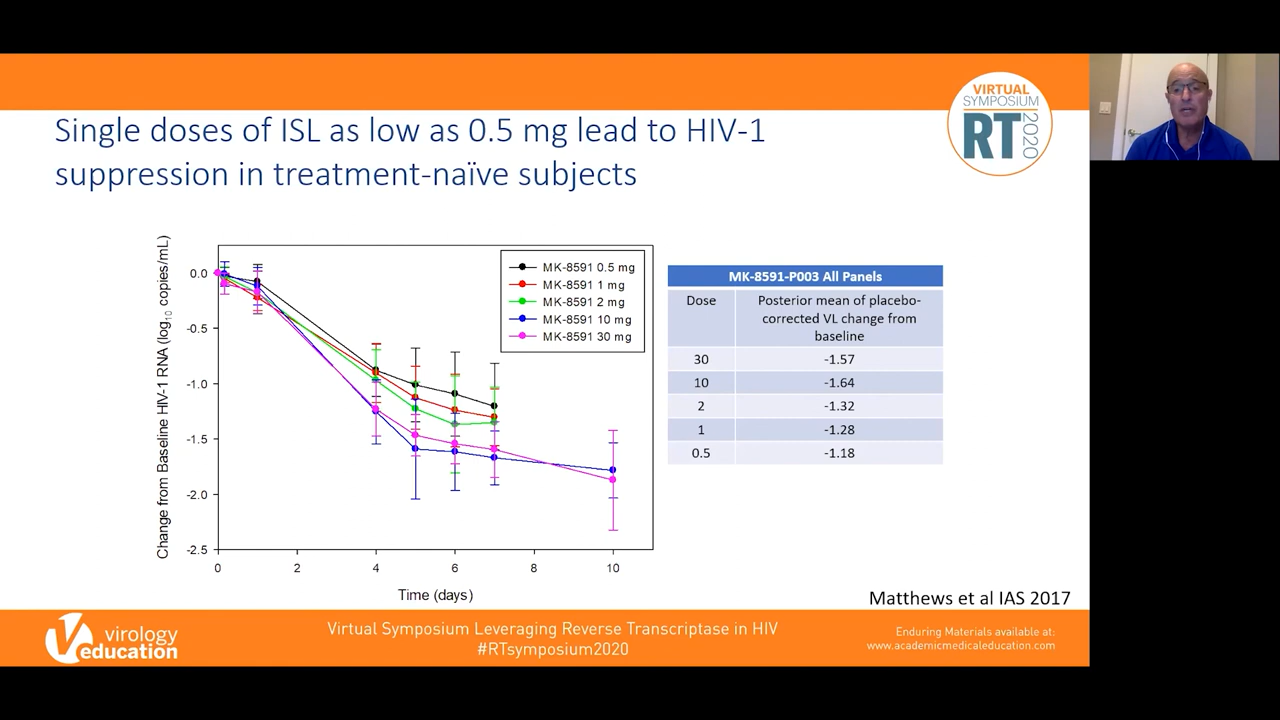 Single doses of ISL as low as 0.5 mg lead to HIV-1
suppression in treatment-naïve subjects
VIRTUAL
SYMPOSIUM
RT
2020
Change from Baseline HIV-1 RNA (log10 copies/mL)
0.0
-0.5
-1.0
-1.5
-2.0
-2.5
0
2
4
6
8
10
Time (days)
MK-8591 0.5 mg
MK-8591 1 mg
MK-8591 2 mg
MK-8591 10 mg
MK-8591 30 mg
MK-8591-P003 All Panels
Dose
Posterior mean of placebo-
corrected VL change from
baseline
30 -1.57
10 -1.64
2 -1.32
1 -1.28
0.5 -1.18
Matthews et al IAS 2017
virology
education
Virtual Symposium Leveraging Reverse Transcriptase in HIV
#RTsymposium2020
Enduring Materials available at:
www.academicmedicaleducation.com